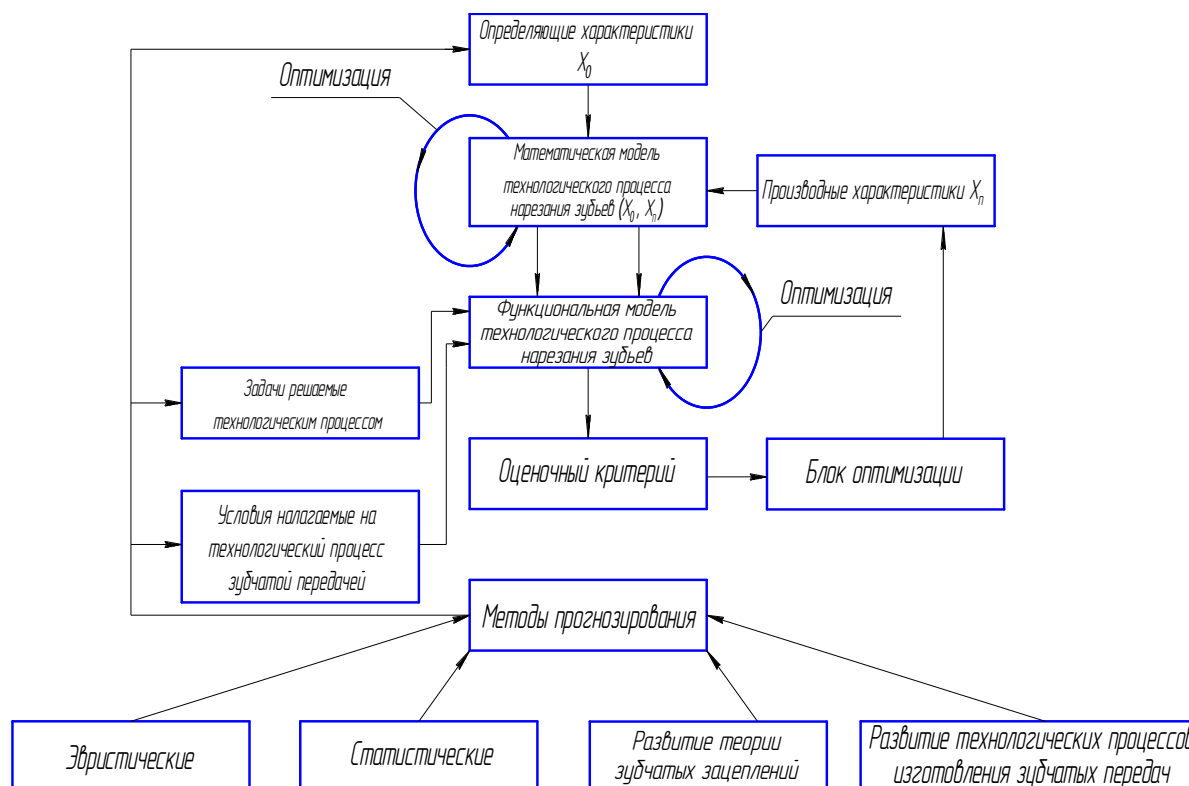 Определяющие характеристики
X₀
Оптимизация
Математическая модель
технологического процесса
нарезания зубьев (X₀, Xₙ)
Производные характеристики Xₙ
Функциональная модель
технологического процесса
нарезания зубьев
Оптимизация
Задачи решаемые
технологическим процессом
Оценочный критерий
Блок оптимизации
Условия налагаемые на
технологический процесс
зубчатой передачей
Методы прогнозирования
Эвристические
Статистические
Развитие теории
зубчатых зацеплений
Развитие технологических процессов
изготовления зубчатых передач